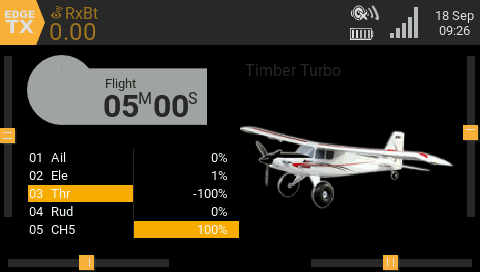 EDGE
TX
RxBt
0.00
18 Sep
09:26
Timber Turbo
Flight
05M00S
01 Ail 0%
02 Ele 1%
03 Thr -100%
04 Rud 0%
05 CH5 100%